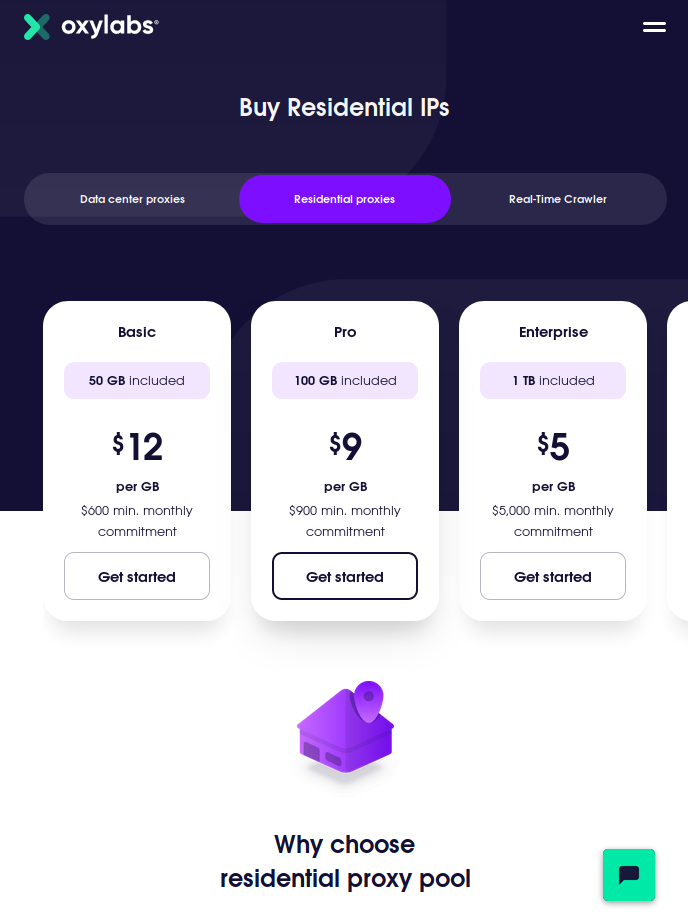 oxylabs®
Buy Residential IPs
Data center proxies
Residential proxies
Real-Time Crawler
Basic
50 GB included
$12
per GB
$600 min. monthly
commitment
Get started
Pro
100 GB included
$9
per GB
$900 min. monthly
commitment
Get started
Enterprise
1 TB included
$5
per GB
$5,000 min. monthly
commitment
Get started
Why choose
residential proxy pool